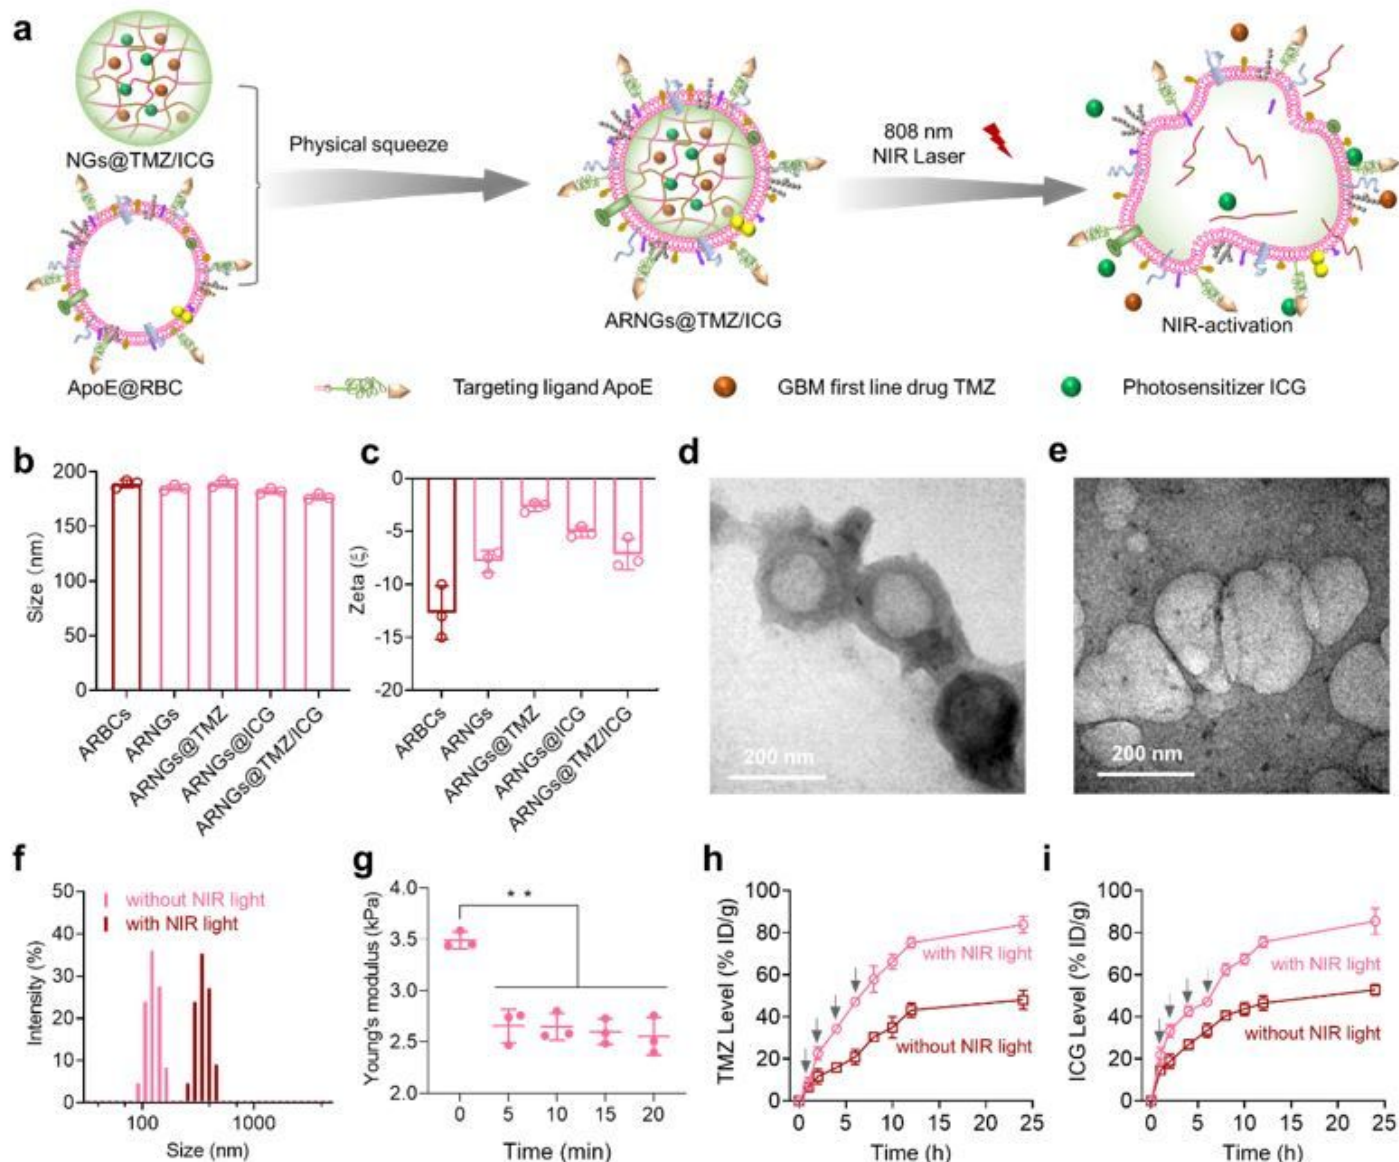 a
NGs@TMZ/ICG
Physical squeeze
808 nm
NIR Laser
ApoE@RBC
ARNGs@TMZ/ICG
NIR-activation
Targeting ligand ApoE
GBM first line drug TMZ
Photosensitizer ICG
b
Size (nm)
200
150
100
50
0
ARBCs
ARNGs
ARNGs@TMZ
ARNGs@ICG
ARNGs@TMZ/ICG
c
Zeta (ξ)
0
-5
-10
-15
-20
ARBCs
ARNGs
ARNGs@TMZ
ARNGs@ICG
ARNGs@TMZ/ICG
d
200 nm
e
200 nm
f
Intensity (%)
50
40
30
20
10
0
without NIR light
with NIR light
100
1000
Size (nm)
g
Young's modulus (kPa)
4.0
3.5
3.0
2.5
2.0
* *
0
5
10
15
20
Time (min)
h
TMZ Level (% ID/g)
100
80
60
40
20
0
with NIR light
without NIR light
0
5
10
15
20
25
Time (h)
i
ICG Level (% ID/g)
100
80
60
40
20
0
with NIR light
without NIR light
0
5
10
15
20
25
Time (h)